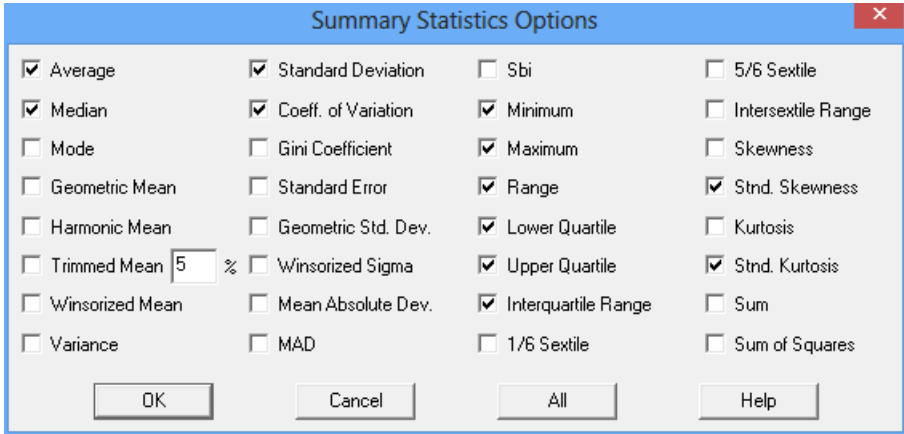 Summary Statistics Options
Average
Standard Deviation
Sbi
5/6 Sextile
Median
Coeff. of Variation
Minimum
Intersextile Range
Mode
Gini Coefficient
Maximum
Skewness
Geometric Mean
Standard Error
Range
Stnd. Skewness
Harmonic Mean
Geometric Std. Dev.
Lower Quartile
Kurtosis
Trimmed Mean 5 %
Winsorized Sigma
Upper Quartile
Stnd. Kurtosis
Winsorized Mean
Mean Absolute Dev.
Interquartile Range
Sum
Variance
MAD
1/6 Sextile
Sum of Squares
OK
Cancel
All
Help